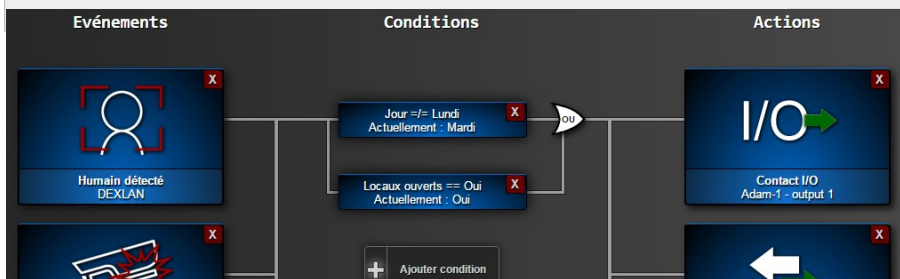 Evénements
Conditions
Actions
X
Humain détecté
DEXLAN
Jour =/= Lundi
Actuellement : Mardi
X
OU
Locaux ouverts == Oui
Actuellement : Oui
X
X
I/O
Contact I/O
Adam-1 - output 1
X
+ Ajouter condition
X